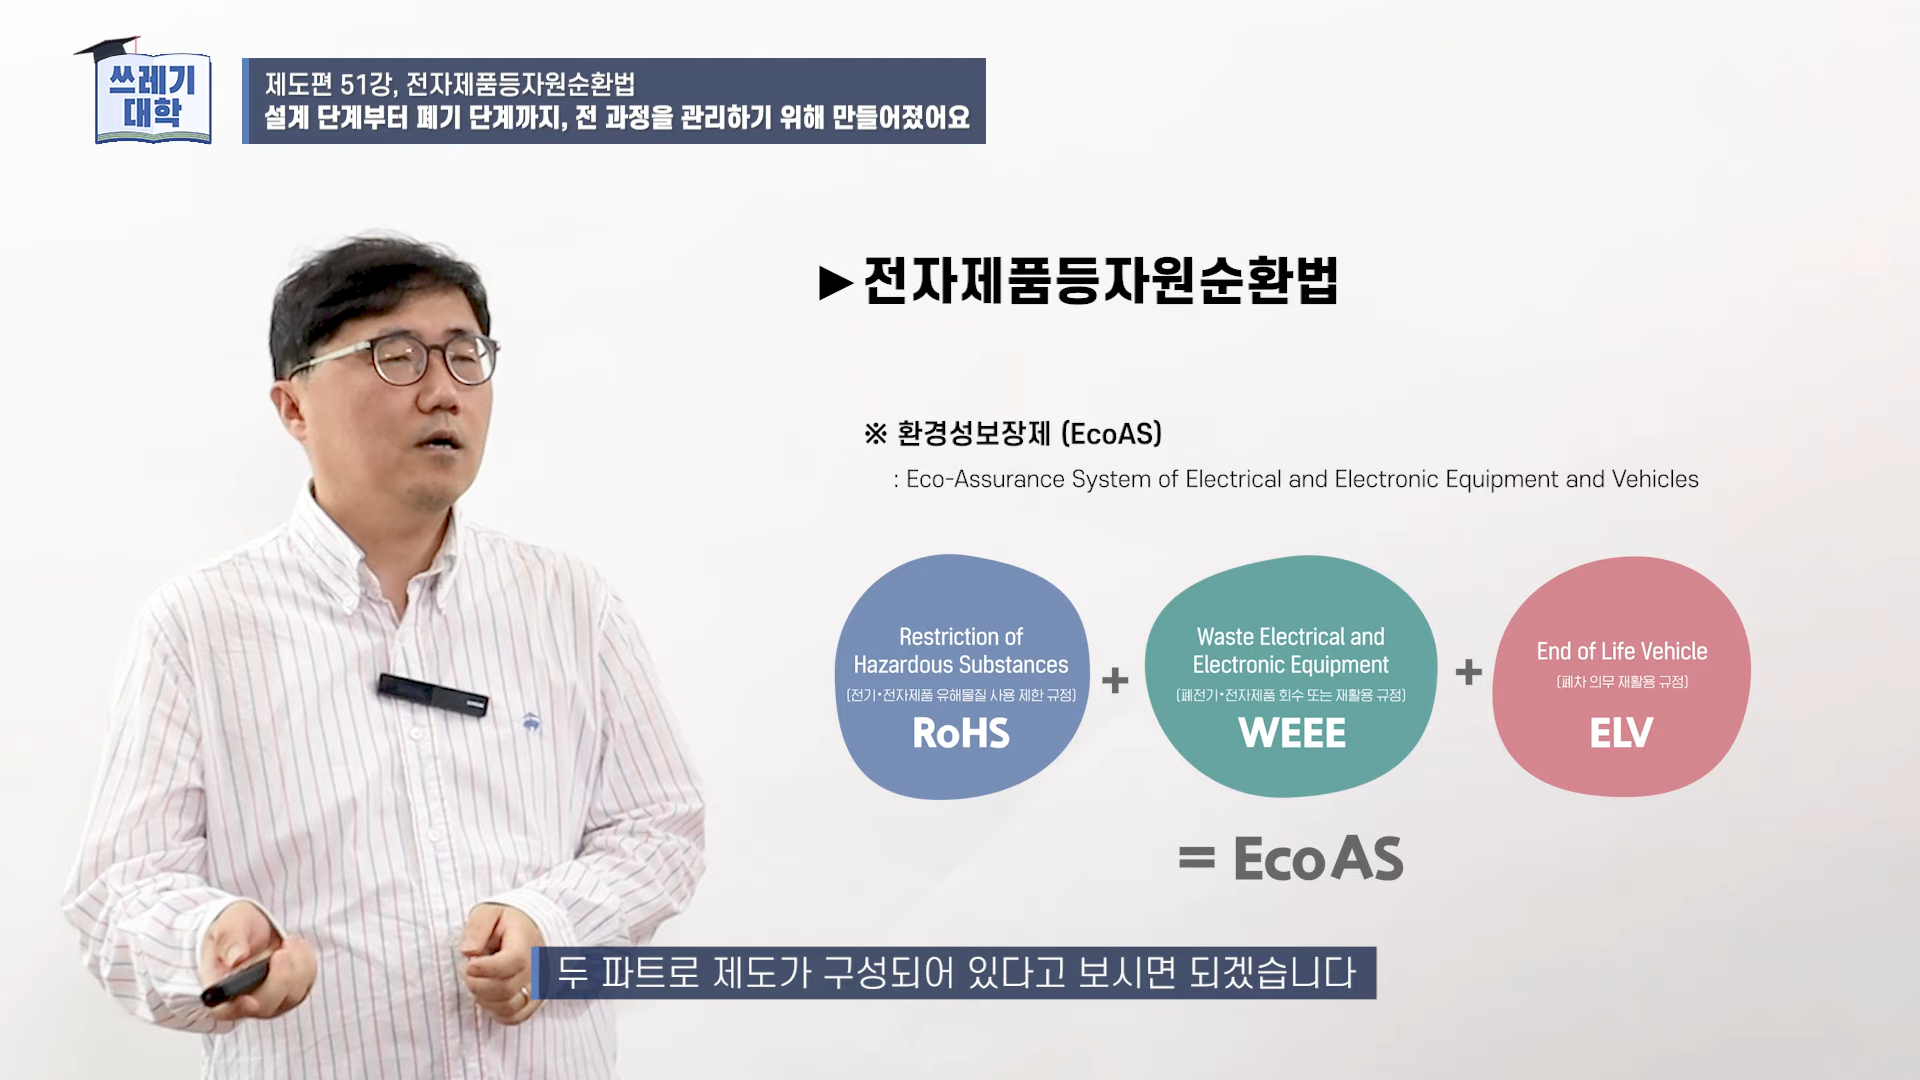 쓰레기
대학
제도편 51강, 전자제품등자원순환법
설계 단계부터 폐기 단계까지, 전 과정을 관리하기 위해 만들어졌어요
▶전자제품등자원순환법
※ 환경성보장제 (EcoAS)
: Eco-Assurance System of Electrical and Electronic Equipment and Vehicles
Restriction of
Hazardous Substances
(전기·전자제품 유해물질 사용 제한 규정)
RoHS
+
Waste Electrical and
Electronic Equipment
(폐전기·전자제품 회수 또는 재활용 규정)
WEEE
+
End of Life Vehicle
(폐차 의무 재활용 규정)
ELV
= EcoAS
두 파트로 제도가 구성되어 있다고 보시면 되겠습니다